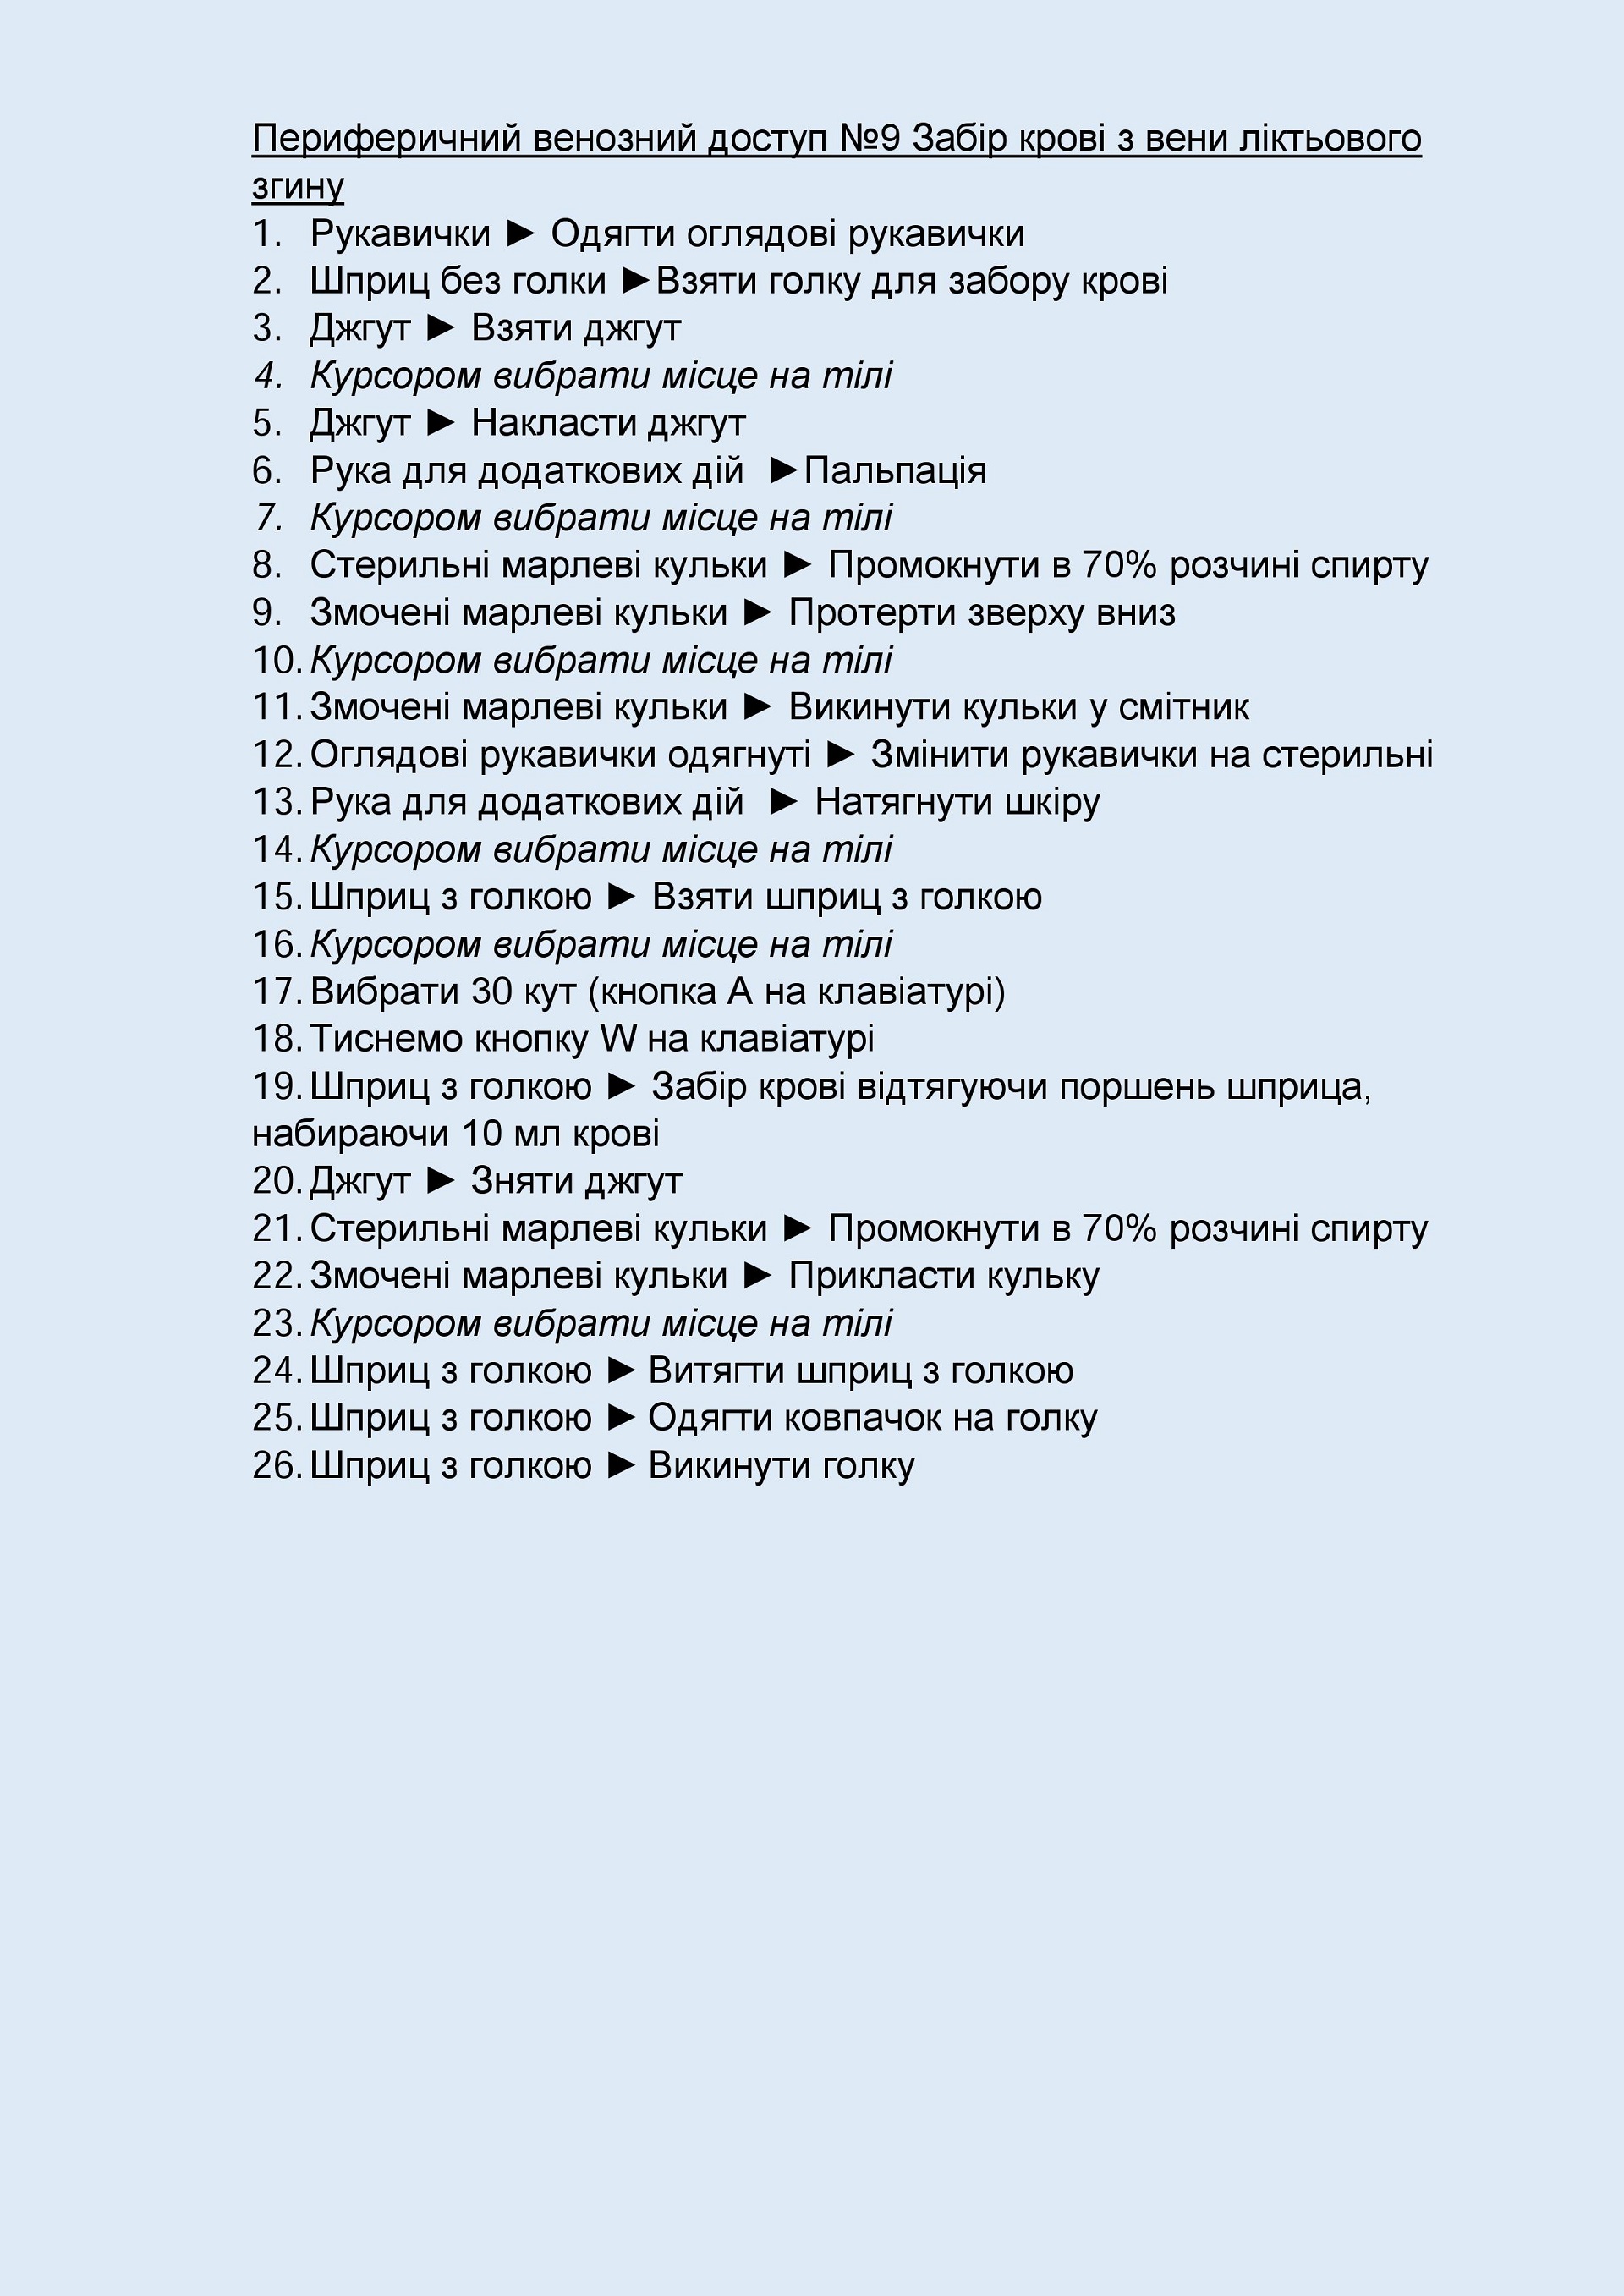 Периферичний венозний доступ №9 Забір крові з вени ліктьового
згину
1. Рукавички ► Одягти оглядові рукавички
2. Шприц без голки ►Взяти голку для забору крові
3. Джгут ► Взяти джгут
4. Курсором вибрати місце на тілі
5. Джгут ► Накласти джгут
6. Рука для додаткових дій ►Пальпація
7. Курсором вибрати місце на тілі
8. Стерильні марлеві кульки ► Промокнути в 70% розчині спирту
9. Змочені марлеві кульки ► Протерти зверху вниз
10. Курсором вибрати місце на тілі
11. Змочені марлеві кульки ► Викинути кульки у смітник
12. Оглядові рукавички одягнуті ► Змінити рукавички на стерильні
13. Рука для додаткових дій ► Натягнути шкіру
14. Курсором вибрати місце на тілі
15. Шприц з голкою ► Взяти шприц з голкою
16. Курсором вибрати місце на тілі
17. Вибрати 30 кут (кнопка А на клавіатурі)
18. Тиснемо кнопку W на клавіатурі
19. Шприц з голкою ► Забір крові відтягуючи поршень шприца,
набираючи 10 мл крові
20. Джгут ► Зняти джгут
21. Стерильні марлеві кульки ► Промокнути в 70% розчині спирту
22. Змочені марлеві кульки ► Прикласти кульку
23. Курсором вибрати місце на тілі
24. Шприц з голкою ► Витягти шприц з голкою
25. Шприц з голкою ► Одягти ковпачок на голку
26. Шприц з голкою ► Викинути голку